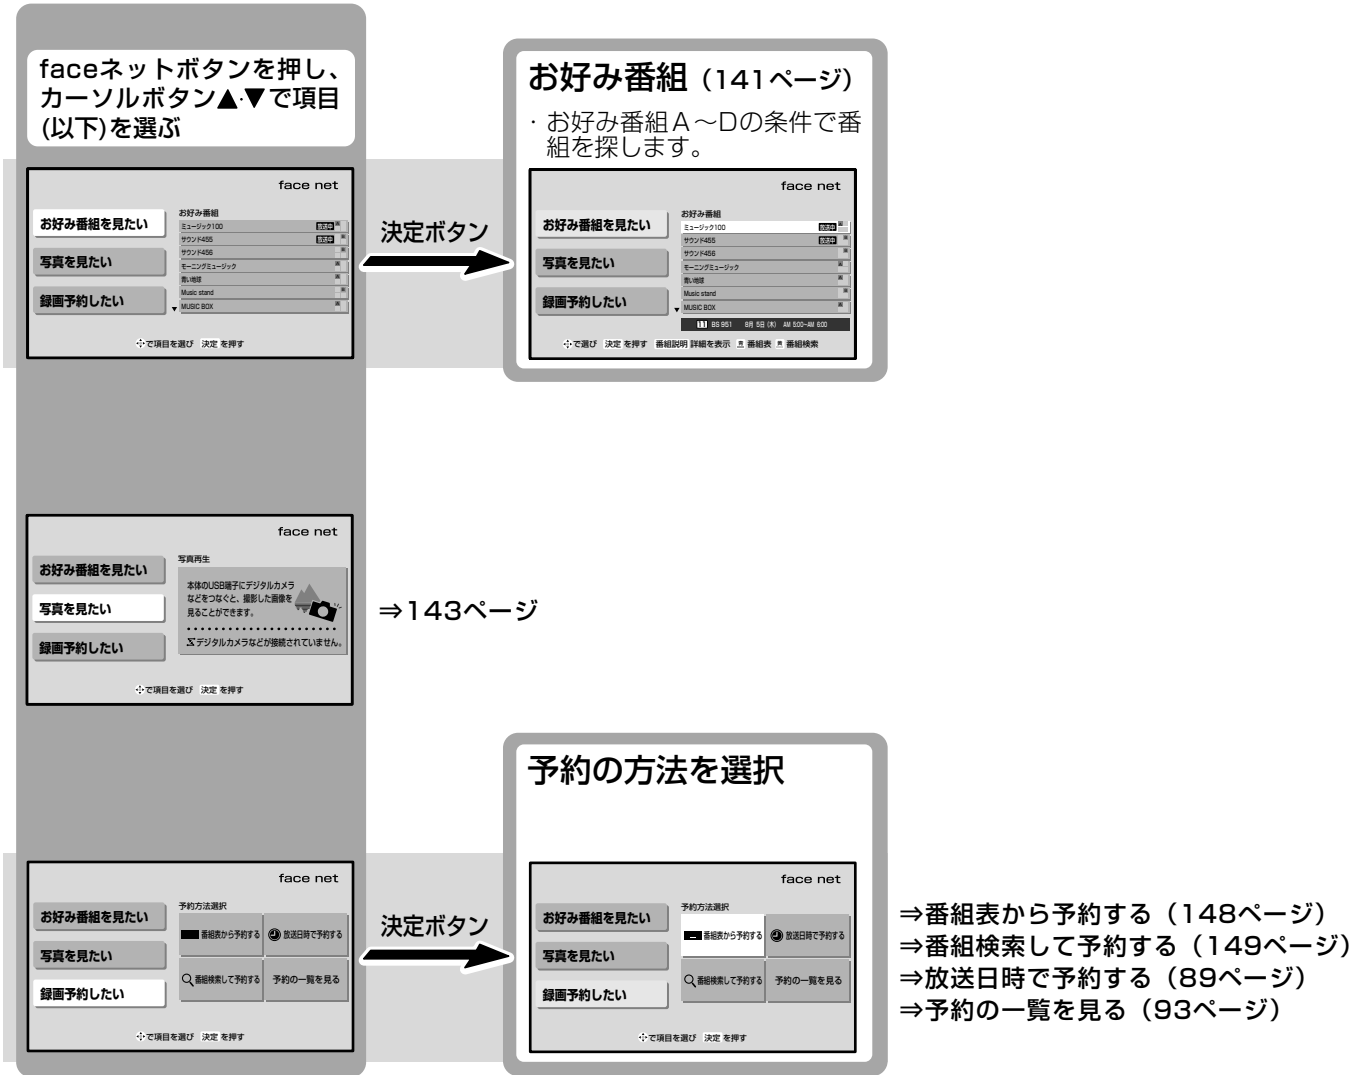 faceネットボタンを押し、
カーソルボタン▲·▼で項目
(以下)を選ぶ
face net
お好み番組を見たい
写真を見たい
録画予約したい
お好み番組
ミュージック100 放送中
サウンド455 放送中
サウンド456
モーニングミュージック
青い地球
Music stand
MUSIC BOX
で項目を選び 決定 を押す
決定ボタン
お好み番組（141ページ）
・お好み番組A～Dの条件で番
組を探します。
face net
お好み番組を見たい
写真を見たい
録画予約したい
お好み番組
ミュージック100 放送中
サウンド455 放送中
サウンド456
モーニングミュージック
青い地球
Music stand
MUSIC BOX
11 BS 951 8月 5日 (木) AM 5:00~AM 6:00
で選び 決定 を押す 番組説明 詳細を表示 番組表 番組検索
face net
お好み番組を見たい
写真を見たい
録画予約したい
写真再生
本体のUSB端子にデジタルカメラ
などをつなぐと、撮影した画像を
見ることができます。
デジタルカメラなどが接続されていません。
で項目を選び 決定 を押す
⇒143ページ
face net
お好み番組を見たい
写真を見たい
録画予約したい
予約方法選択
番組表から予約する 放送日時で予約する
番組検索して予約する 予約の一覧を見る
で項目を選び 決定 を押す
決定ボタン
予約の方法を選択
face net
お好み番組を見たい
写真を見たい
録画予約したい
予約方法選択
番組表から予約する 放送日時で予約する
番組検索して予約する 予約の一覧を見る
で項目を選び 決定 を押す
⇒番組表から予約する（148ページ）
⇒番組検索して予約する（149ページ）
⇒放送日時で予約する（89ページ）
⇒予約の一覧を見る（93ページ）